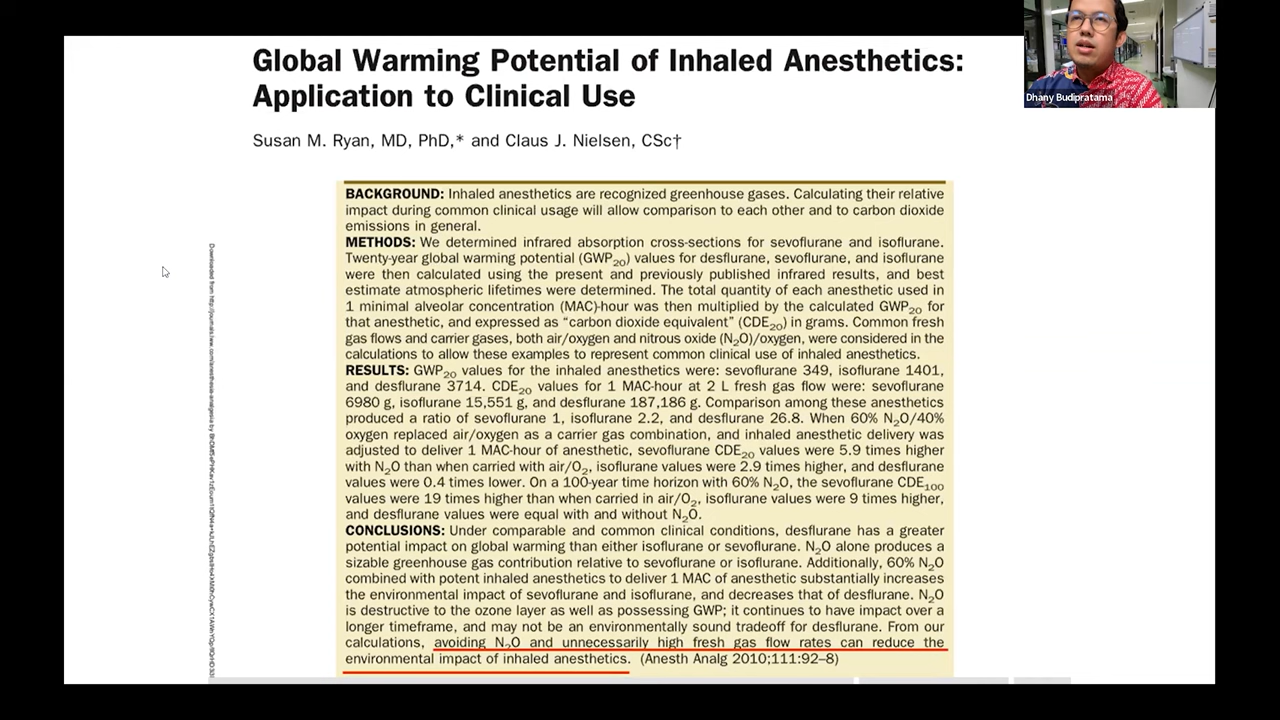 Global Warming Potential of Inhaled Anesthetics:
Application to Clinical Use
Dhany Budipratama
Susan M. Ryan, MD, PhD,* and Claus J. Nielsen, CSc†
BACKGROUND: Inhaled anesthetics are recognized greenhouse gases. Calculating their relative
impact during common clinical usage will allow comparison to each other and to carbon dioxide
emissions in general.
METHODS: We determined infrared absorption cross-sections for sevoflurane and isoflurane.
Twenty-year global warming potential (GWP20) values for desflurane, sevoflurane, and isoflurane
were then calculated using the present and previously published infrared results, and best
estimate atmospheric lifetimes were determined. The total quantity of each anesthetic used in
1 minimal alveolar concentration (MAC)-hour was then multiplied by the calculated GWP20 for
that anesthetic, and expressed as “carbon dioxide equivalent” (CDE20) in grams. Common fresh
gas flows and carrier gases, both air/oxygen and nitrous oxide (N2O)/oxygen, were considered in the
calculations to allow these examples to represent common clinical use of inhaled anesthetics.
RESULTS: GWP20 values for the inhaled anesthetics were: sevoflurane 349, isoflurane 1401,
and desflurane 3714. CDE20 values for 1 MAC-hour at 2 L fresh gas flow were: sevoflurane
6980 g, isoflurane 15,551 g, and desflurane 187,186 g. Comparison among these anesthetics
produced a ratio of sevoflurane 1, isoflurane 2.2, and desflurane 26.8. When 60% N2O/40%
oxygen replaced air/oxygen as a carrier gas combination, and inhaled anesthetic delivery was
adjusted to deliver 1 MAC-hour of anesthetic, sevoflurane CDE20 values were 5.9 times higher
with N2O than when carried with air/O2, isoflurane values were 2.9 times higher, and desflurane
values were 0.4 times lower. On a 100-year time horizon with 60% N2O, the sevoflurane CDE100
values were 19 times higher than when carried in air/O2, isoflurane values were 9 times higher,
and desflurane values were equal with and without N2O.
CONCLUSIONS: Under comparable and common clinical conditions, desflurane has a greater
potential impact on global warming than either isoflurane or sevoflurane. N2O alone produces a
sizable greenhouse gas contribution relative to sevoflurane or isoflurane. Additionally, 60% N2O
combined with potent inhaled anesthetics to deliver 1 MAC of anesthetic substantially increases
the environmental impact of sevoflurane and isoflurane, and decreases that of desflurane. N2O
is destructive to the ozone layer as well as possessing GWP; it continues to have impact over a
longer timeframe, and may not be an environmentally sound tradeoff for desflurane. From our
calculations, avoiding N2O and unnecessarily high fresh gas flow rates can reduce the
environmental impact of inhaled anesthetics. (Anesth Analg 2010;111:92–8)
Downloaded from